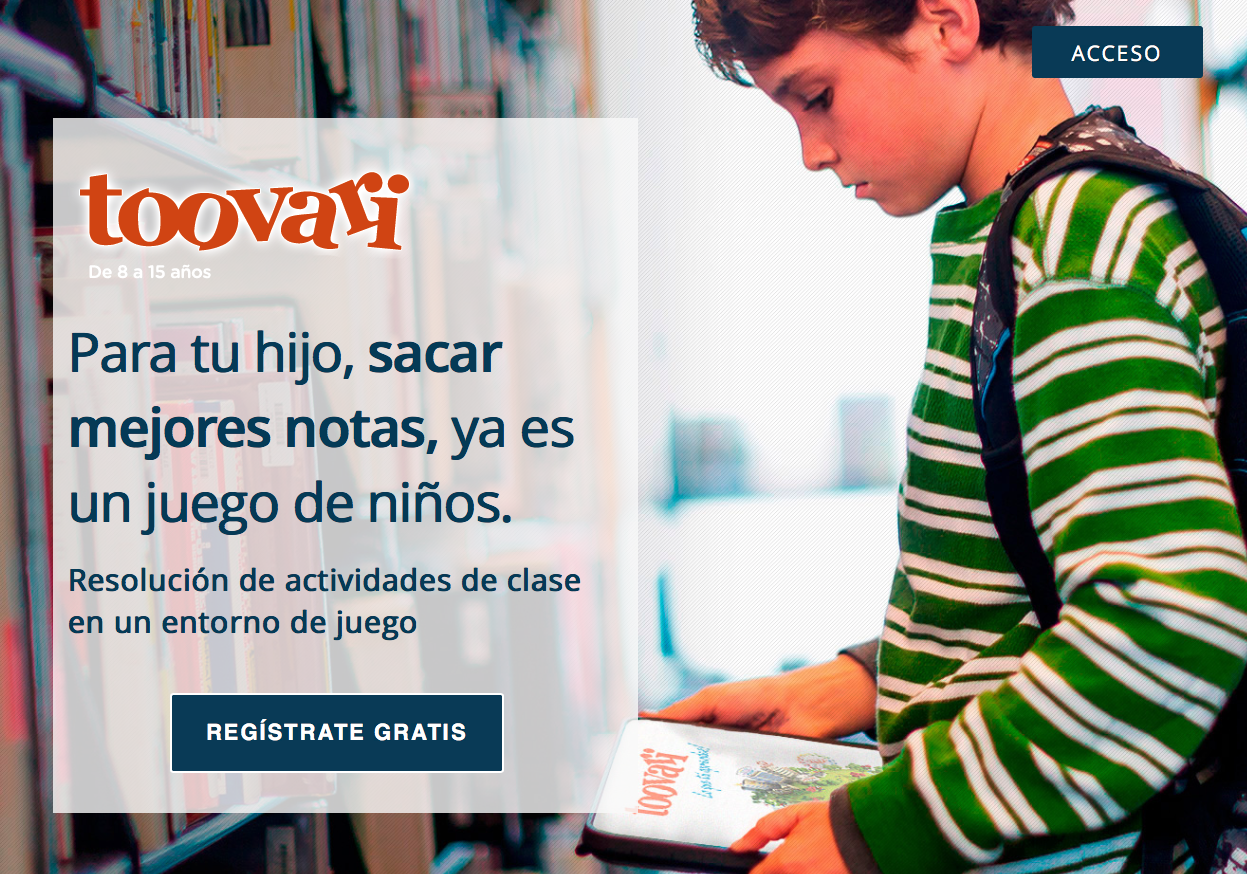 ACCESO
toovari
De 8 a 15 años
Para tu hijo, sacar
mejores notas, ya es
un juego de niños.
Resolución de actividades de clase
en un entorno de juego
REGÍSTRATE GRATIS
toovari